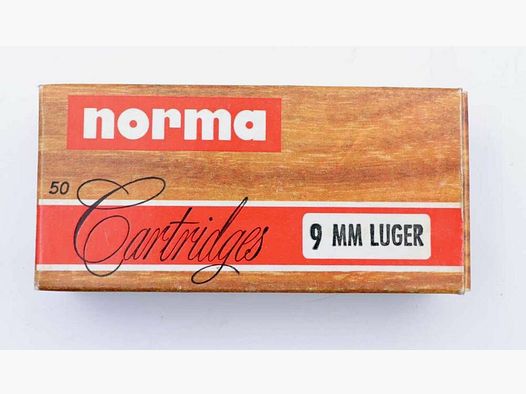 norma
50
Cartridges
9 MM LUGER